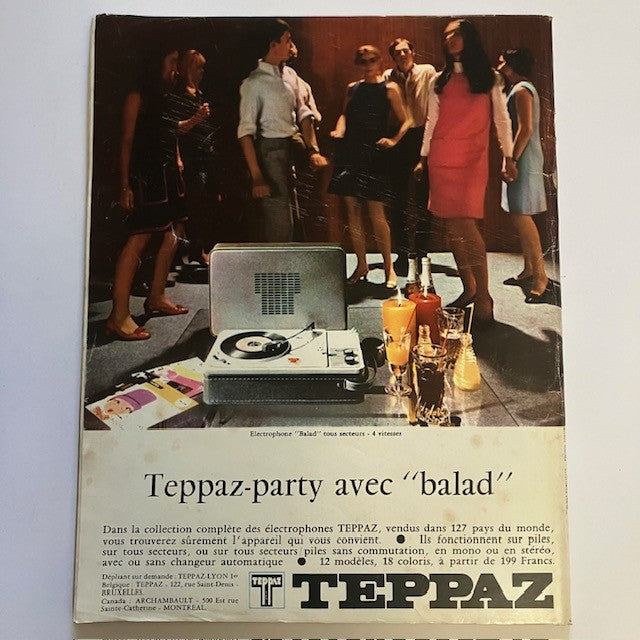 Electrophone "Balad" tous secteurs - 4 vitesses
Teppaz-party avec "balad"
Dans la collection complète des électrophones TEPPAZ, vendus dans 127 pays du monde,
vous trouverez sûrement l'appareil qui vous convient. ● Ils fonctionnent sur piles,
sur tous secteurs, ou sur tous secteurs/piles sans commutation, en mono ou en stéréo,
avec ou sans changeur automatique ● 12 modèles, 18 coloris, à partir de 199 Francs.
Dépliant sur demande : TEPPAZ-LYON 1er
Belgique : TEPPAZ - 122, rue Saint-Denis
BRUXELLES.
Canada : ARCHAMBAULT - 500 Est rue
Sainte-Catherine - MONTREAL.
TEPPAZ
TEPPAZ